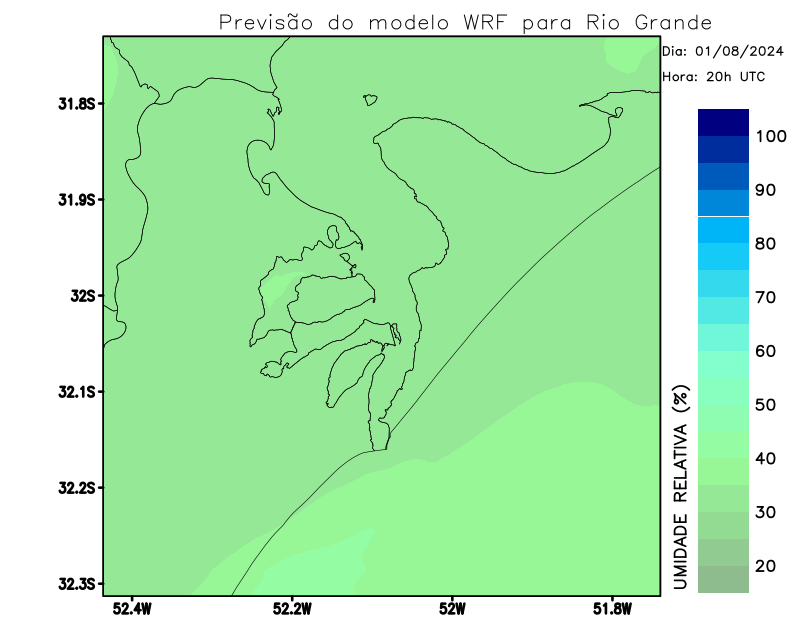 Previsão do modelo WRF para Rio Grande
Dia: 01/08/2024
Hora: 20h UTC
31.8S
31.9S
32S
32.1S
32.2S
32.3S
52.4W
52.2W
52W
51.8W
100
90
80
70
60
50
40
30
20
UMIDADE RELATIVA (%)